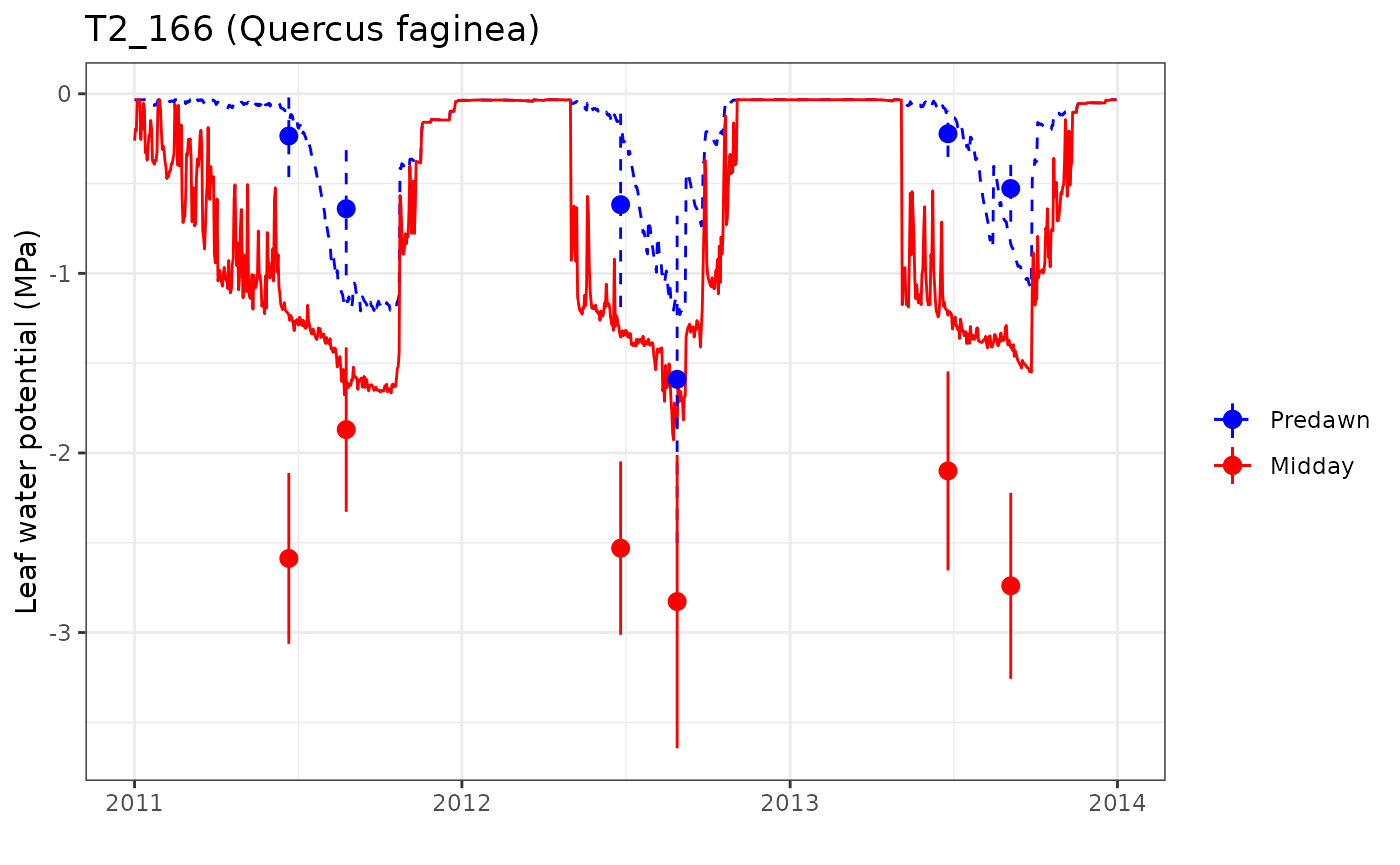 T2_166 (Quercus faginea)
Leaf water potential (MPa)
0
-1
-2
-3
2011
2012
2013
2014
Predawn
Midday